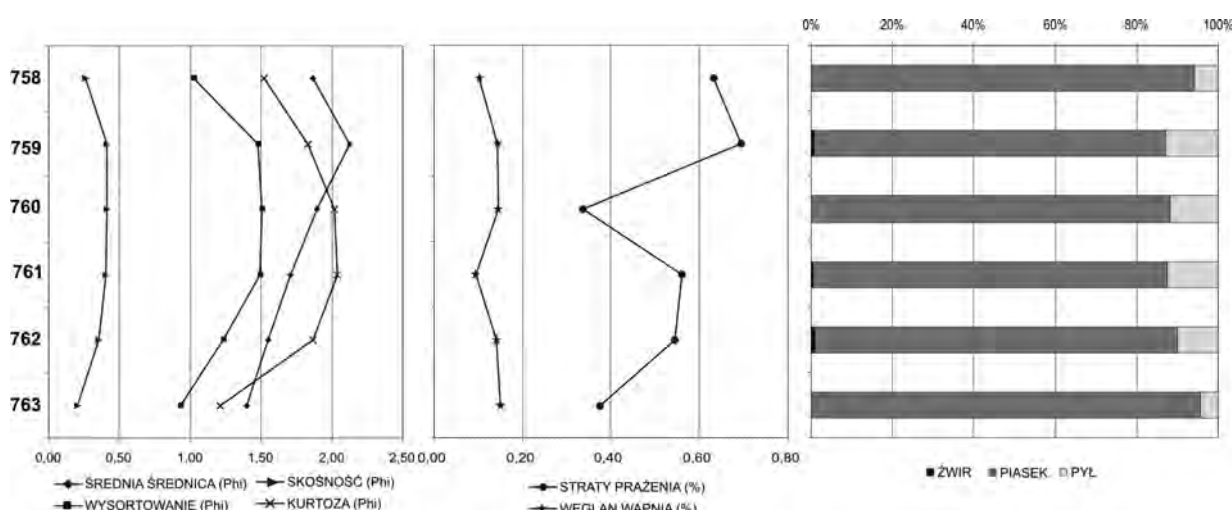 0% 20% 40% 60% 80% 100%
758
759
760
761
762
763
0,00 0,50 1,00 1,50 2,00 2,50
0,00 0,20 0,40 0,60 0,80
ŚREDNIA ŚREDNICA (Phi) SKOŚNOŚĆ (Phi)
WYSORTOWANIE (Phi) KURTOZA (Phi)
STRATY PRAŻENIA (%)
WĘGLAN WAPNIA (%)
ŻWIR PIASEK PYŁ